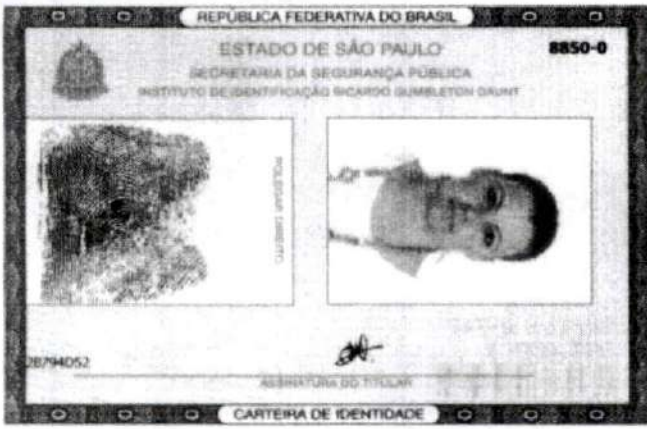 REPÚBLICA FEDERATIVA DO BRASIL
ESTADO DE SÃO PAULO
8850-0
SECRETARIA DA SEGURANÇA PÚBLICA
INSTITUTO DE IDENTIFICAÇÃO RICARDO GUMBLETON DAUNT
POLEGAR DIREITO
2B794D52
ASSINATURA DO TITULAR
CARTEIRA DE IDENTIDADE